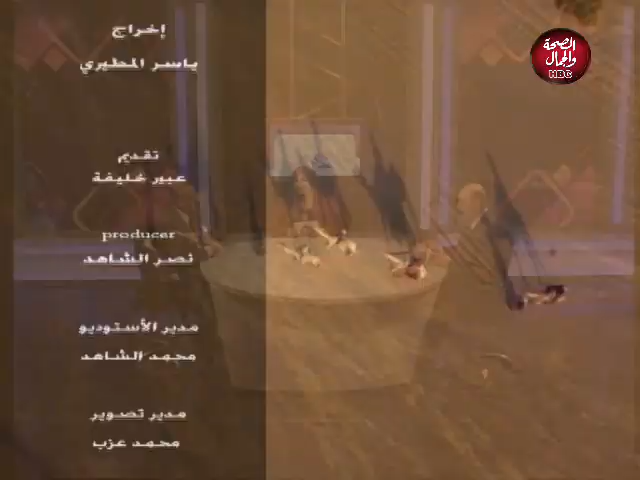 إخراج
ياسر المطيري
الصحة
والجمال
HBC
تقديم
عبير خليفة
producer
نصر الشاهد
مدير الأستوديو
محمد الشاهد
مدير تصوير
محمد عزب